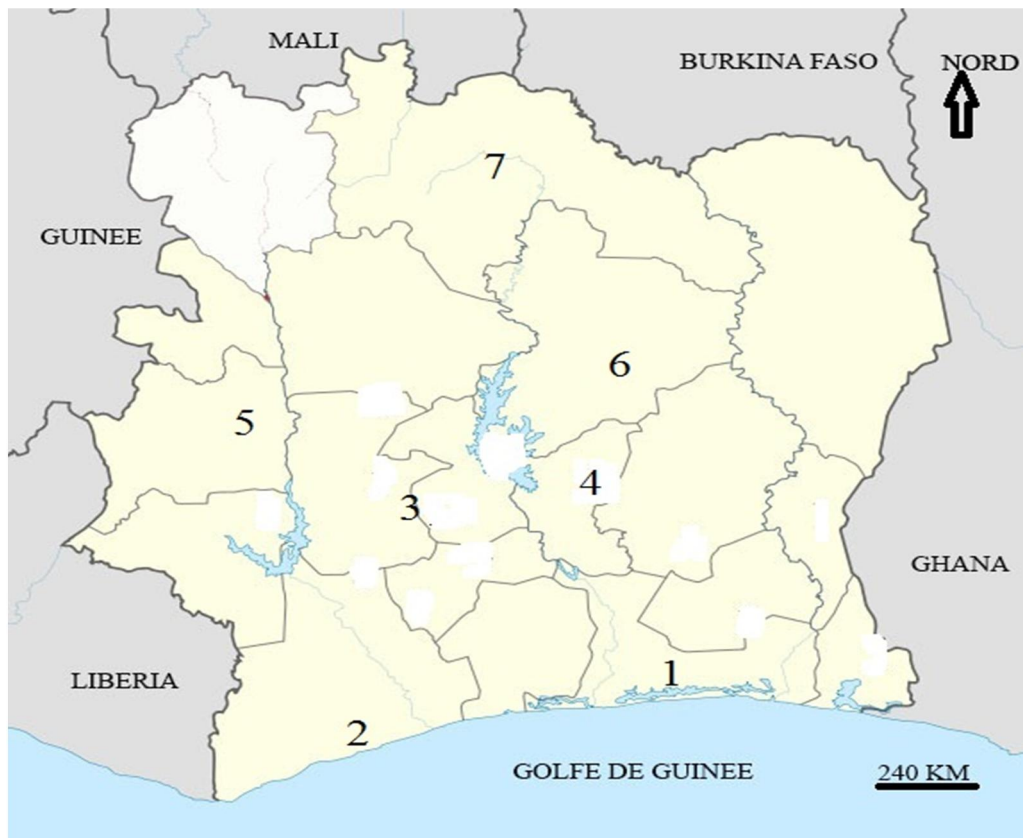 MALI
BURKINA FASO
NORD
7
GUINEE
6
5
4
3
GHANA
LIBERIA
1
2
GOLFE DE GUINEE
240 KM